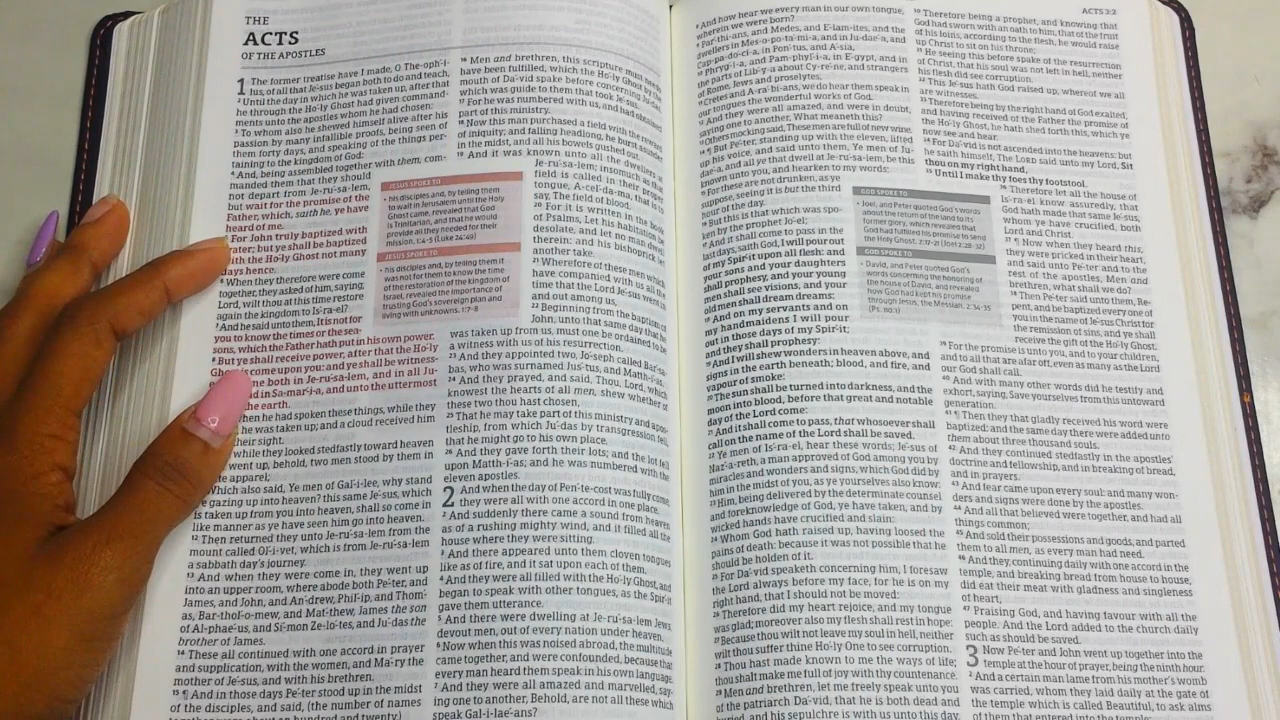 THE
ACTS
OF THE APOSTLES
1 The former treatise have I made, O The-oph´i-
lus, of all that Je´sus began both to do and teach,
2 Until the day in which he was taken up, after that
he through the Ho´ly Ghost had given command-
ments unto the apostles whom he had chosen:
3 To whom also he shewed himself alive after his
passion by many infallible proofs, being seen of
them forty days, and speaking of the things per-
taining to the kingdom of God:
4 And, being assembled together with them, com-
manded them that they should
not depart from Je-ru´sa-lem,
but wait for the promise of the
Father, which, saith he, ye have
heard of me.
For John truly baptized with
water; but ye shall be baptized
with the Ho´ly Ghost not many
days hence.
6 When they therefore were come
together, they asked of him, saying,
Lord, wilt thou at this time restore
again the kingdom to Is´ra-el?
7 And he said unto them, It is not for
you to know the times or the sea-
sons, which the Father hath put in his own power.
8 But ye shall receive power, after that the Ho´ly
Ghost is come upon you: and ye shall be witness-
me both in Je-ru´sa-lem, and in all Ju-
and in Sa-mar´i-a, and unto the uttermost
the earth.
when he had spoken these things, while they
he was taken up; and a cloud received him
their sight.
while they looked stedfastly toward heaven
went up, behold, two men stood by them in
te apparel;
Which also said, Ye men of Gal´i-lee, why stand
ye gazing up into heaven? this same Je´sus, which
is taken up from you into heaven, shall so come in
like manner as ye have seen him go into heaven.
12 Then returned they unto Je-ru´sa-lem from the
mount called Ol´i-vet, which is from Je-ru´sa-lem
a sabbath day's journey.
13 And when they were come in, they went up
into an upper room, where abode both Pe´ter, and
James, and John, and An´drew, Phil´ip, and Thom´-
as, Bar-thol´o-mew, and Mat´thew, James the son
of Al-phae´us, and Si´mon Ze-lo´tes, and Ju´das the
brother of James.
14 These all continued with one accord in prayer
and supplication, with the women, and Ma´ry the
mother of Je´sus, and with his brethren.
15 ¶ And in those days Pe´ter stood up in the midst
of the disciples, and said, (the number of names
together were about an hundred and twenty)
JESUS SPOKE TO
• his disciples and, by telling them
to wait in Jerusalem until the Holy
Ghost came, revealed that God
is Trinitarian, and that he would
provide all they needed for their
mission. 1:4-5 (Luke 24:49)
JESUS SPOKE TO
• his disciples and, by telling them it
was not for them to know the time
of the restoration of the kingdom of
Israel, revealed the importance of
trusting God's sovereign plan and
living with unknowns. 1:7-8
16 Men and brethren, this scripture must needs
have been fulfilled, which the Ho´ly Ghost by the
mouth of Da´vid spake before concerning Ju´das,
which was guide to them that took Je´sus.
17 For he was numbered with us, and had obtained
part of this ministry.
18 Now this man purchased a field with the reward
of iniquity; and falling headlong, he burst asunder
in the midst, and all his bowels gushed out.
19 And it was known unto all the dwellers at
Je-ru´sa-lem; insomuch as that
field is called in their proper
tongue, A-cel´da-ma, that is to
say, The field of blood.
20 For it is written in the book
of Psalms, Let his habitation be
desolate, and let no man dwell
therein: and his bishoprick let
another take.
21 Wherefore of these men which
have companied with us all the
time that the Lord Je´sus went in
and out among us,
22 Beginning from the baptism of
John, unto that same day that he
was taken up from us, must one be ordained to be
a witness with us of his resurrection.
23 And they appointed two, Jo´seph called Bar´sa-
bas, who was surnamed Jus´tus, and Matth-i´as.
24 And they prayed, and said, Thou, Lord, which
knowest the hearts of all men, shew whether of
these two thou hast chosen,
25 That he may take part of this ministry and apos-
tleship, from which Ju´das by transgression fell,
that he might go to his own place.
26 And they gave forth their lots; and the lot fell
upon Matth-i´as; and he was numbered with the
eleven apostles.
2 And when the day of Pen´te-cost was fully come,
they were all with one accord in one place.
2 And suddenly there came a sound from heaven
as of a rushing mighty wind, and it filled all the
house where they were sitting.
3 And there appeared unto them cloven tongues
like as of fire, and it sat upon each of them.
4 And they were all filled with the Ho´ly Ghost, and
began to speak with other tongues, as the Spir´it
gave them utterance.
5 And there were dwelling at Je-ru´sa-lem Jews,
devout men, out of every nation under heaven.
6 Now when this was noised abroad, the multitude
came together, and were confounded, because that
every man heard them speak in his own language.
7 And they were all amazed and marvelled, say-
ing one to another, Behold, are not all these which
speak Gal-i-lae´ans?
ACTS 3:2
8 And how hear we every man in our own tongue,
wherein we were born?
9 Par´thi-ans, and Medes, and E´lam-ites, and the
dwellers in Mes-o-po-ta´mi-a, and in Ju-dae´a, and
Cap-pa-do´ci-a, in Pon´tus, and A´sia,
10 Phryg´i-a, and Pam-phyl´i-a, in E´gypt, and in
the parts of Lib´y-a about Cy-re´ne, and strangers
of Rome, Jews and proselytes,
11 Cretes and A-ra´bi-ans, we do hear them speak in
our tongues the wonderful works of God.
12 And they were all amazed, and were in doubt,
saying one to another, What meaneth this?
13 Others mocking said, These men are full of new wine.
14 ¶ But Pe´ter, standing up with the eleven, lifted
up his voice, and said unto them, Ye men of Ju-
dae´a, and all ye that dwell at Je-ru´sa-lem, be this
known unto you, and hearken to my words:
15 For these are not drunken, as ye
suppose, seeing it is but the third
hour of the day.
16 But this is that which was spo-
ken by the prophet Jo´el;
17 And it shall come to pass in the
last days, saith God, I will pour out
of my Spir´it upon all flesh: and
your sons and your daughters
shall prophesy, and your young
men shall see visions, and your
old men shall dream dreams:
18 And on my servants and on
my handmaidens I will pour
out in those days of my Spir´it;
and they shall prophesy:
19 And I will shew wonders in heaven above, and
signs in the earth beneath; blood, and fire, and
vapour of smoke:
20 The sun shall be turned into darkness, and the
moon into blood, before that great and notable
day of the Lord come:
21 And it shall come to pass, that whosoever shall
call on the name of the Lord shall be saved.
22 Ye men of Is´ra-el, hear these words; Je´sus of
Naz´a-reth, a man approved of God among you by
miracles and wonders and signs, which God did by
him in the midst of you, as ye yourselves also know:
23 Him, being delivered by the determinate counsel
and foreknowledge of God, ye have taken, and by
wicked hands have crucified and slain:
24 Whom God hath raised up, having loosed the
pains of death: because it was not possible that he
should be holden of it.
25 For Da´vid speaketh concerning him, I foresaw
the Lord always before my face, for he is on my
right hand, that I should not be moved:
26 Therefore did my heart rejoice, and my tongue
was glad; moreover also my flesh shall rest in hope:
27 Because thou wilt not leave my soul in hell, neither
wilt thou suffer thine Ho´ly One to see corruption.
28 Thou hast made known to me the ways of life;
thou shalt make me full of joy with thy countenance.
29 Men and brethren, let me freely speak unto you
of the patriarch Da´vid, that he is both dead and
buried, and his sepulchre is with us unto this day.
GOD SPOKE TO
• Joel, and Peter quoted God's words
about the return of the land to its
former glory, which revealed that
God had fulfilled his promise to send
the Holy Ghost. 2:17-21 (Joel 2:28-32)
GOD SPOKE TO
• David, and Peter quoted God's
words concerning the honoring of
the house of David, and revealed
how God had kept his promise
through Jesus, the Messiah. 2:34-35
(Ps. 110:1)
30 Therefore being a prophet, and knowing that
God had sworn with an oath to him, that of the fruit
of his loins, according to the flesh, he would raise
up Christ to sit on his throne;
31 He seeing this before spake of the resurrection
of Christ, that his soul was not left in hell, neither
his flesh did see corruption.
32 This Je´sus hath God raised up, whereof we all
are witnesses.
33 Therefore being by the right hand of God exalted,
and having received of the Father the promise of
the Ho´ly Ghost, he hath shed forth this, which ye
now see and hear.
34 For Da´vid is not ascended into the heavens: but
he saith himself, The LORD said unto my Lord, Sit
thou on my right hand,
35 Until I make thy foes thy footstool.
36 Therefore let all the house of
Is´ra-el know assuredly, that
God hath made that same Je´sus,
whom ye have crucified, both
Lord and Christ.
37 ¶ Now when they heard this,
they were pricked in their heart,
and said unto Pe´ter and to the
rest of the apostles, Men and
brethren, what shall we do?
38 Then Pe´ter said unto them, Re-
pent, and be baptized every one of
you in the name of Je´sus Christ for
the remission of sins, and ye shall
receive the gift of the Ho´ly Ghost.
39 For the promise is unto you, and to your children,
and to all that are afar off, even as many as the Lord
our God shall call.
40 And with many other words did he testify and
exhort, saying, Save yourselves from this untoward
generation.
41 ¶ Then they that gladly received his word were
baptized: and the same day there were added unto
them about three thousand souls.
42 And they continued stedfastly in the apostles'
doctrine and fellowship, and in breaking of bread,
and in prayers.
43 And fear came upon every soul: and many won-
ders and signs were done by the apostles.
44 And all that believed were together, and had all
things common;
45 And sold their possessions and goods, and parted
them to all men, as every man had need.
46 And they, continuing daily with one accord in the
temple, and breaking bread from house to house,
did eat their meat with gladness and singleness
of heart,
47 Praising God, and having favour with all the
people. And the Lord added to the church daily
such as should be saved.
3 Now Pe´ter and John went up together into the
temple at the hour of prayer, being the ninth hour.
2 And a certain man lame from his mother's womb
was carried, whom they laid daily at the gate of
the temple which is called Beautiful, to ask alms
of them that entered into the temple;